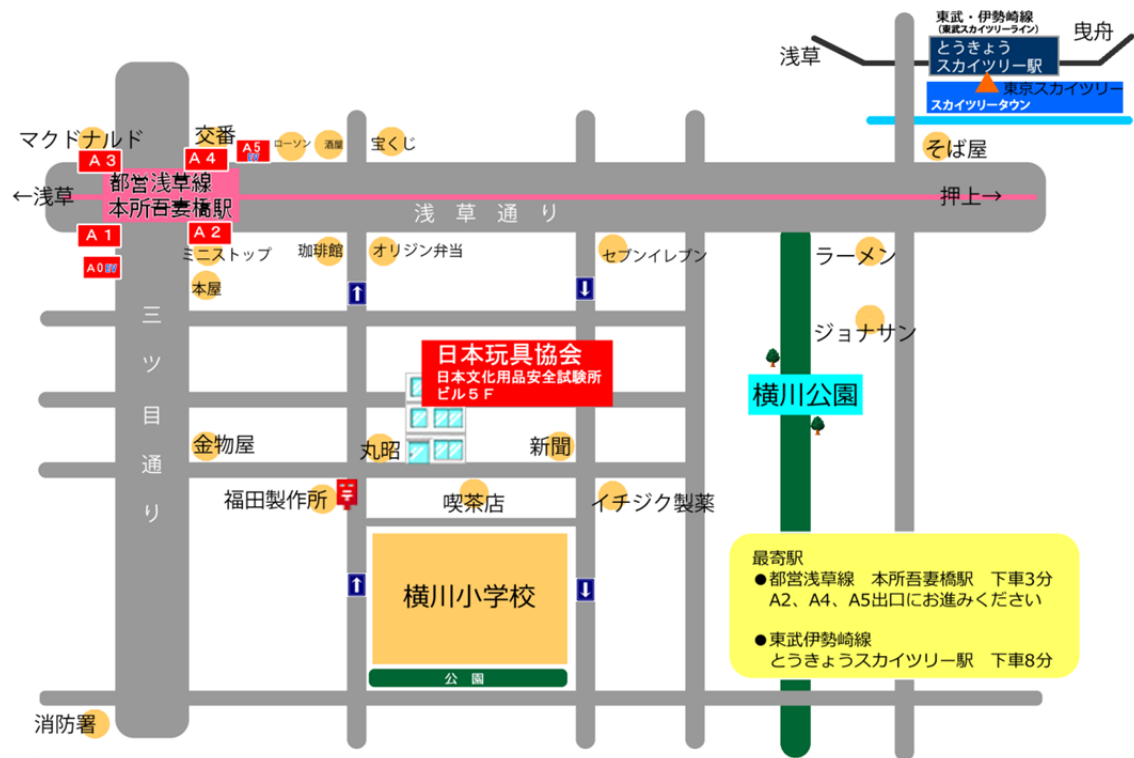 東武・伊勢崎線
(東武スカイツリーライン)
曳舟
とうきょう
スカイツリー駅
浅草
東京スカイツリー
スカイツリータウン
マクドナルド
交番
A5
EV
ローソン
酒屋
宝くじ
そば屋
A3
A4
都営浅草線
←浅草
押上→
本所吾妻橋駅
浅草通り
A1
A2
ミニストップ
珈琲館
オリジン弁当
セブンイレブン
ラーメン
A0EV
本屋
↑
↓
三ツ目通り
ジョナサン
日本玩具協会
日本文化用品安全試験所
ビル5F
横川公園
金物屋
丸昭
新聞
福田製作所
〒
喫茶店
イチジク製薬
↑
↓
横川小学校
公園
最寄駅
●都営浅草線 本所吾妻橋駅 下車3分
A2、A4、A5出口にお進みください
●東武伊勢崎線
とうきょうスカイツリー駅 下車8分
消防署